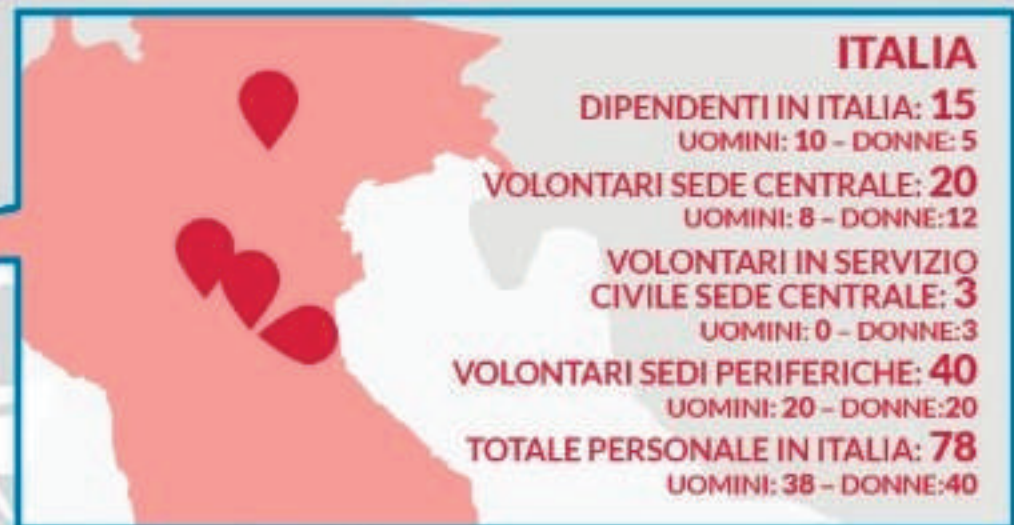 ITALIA
DIPENDENTI IN ITALIA: 15
UOMINI: 10 – DONNE: 5
VOLONTARI SEDE CENTRALE: 20
UOMINI: 8 – DONNE:12
VOLONTARI IN SERVIZIO
CIVILE SEDE CENTRALE: 3
UOMINI: 0 – DONNE:3
VOLONTARI SEDI PERIFERICHE: 40
UOMINI: 20 – DONNE:20
TOTALE PERSONALE IN ITALIA: 78
UOMINI: 38 – DONNE:40